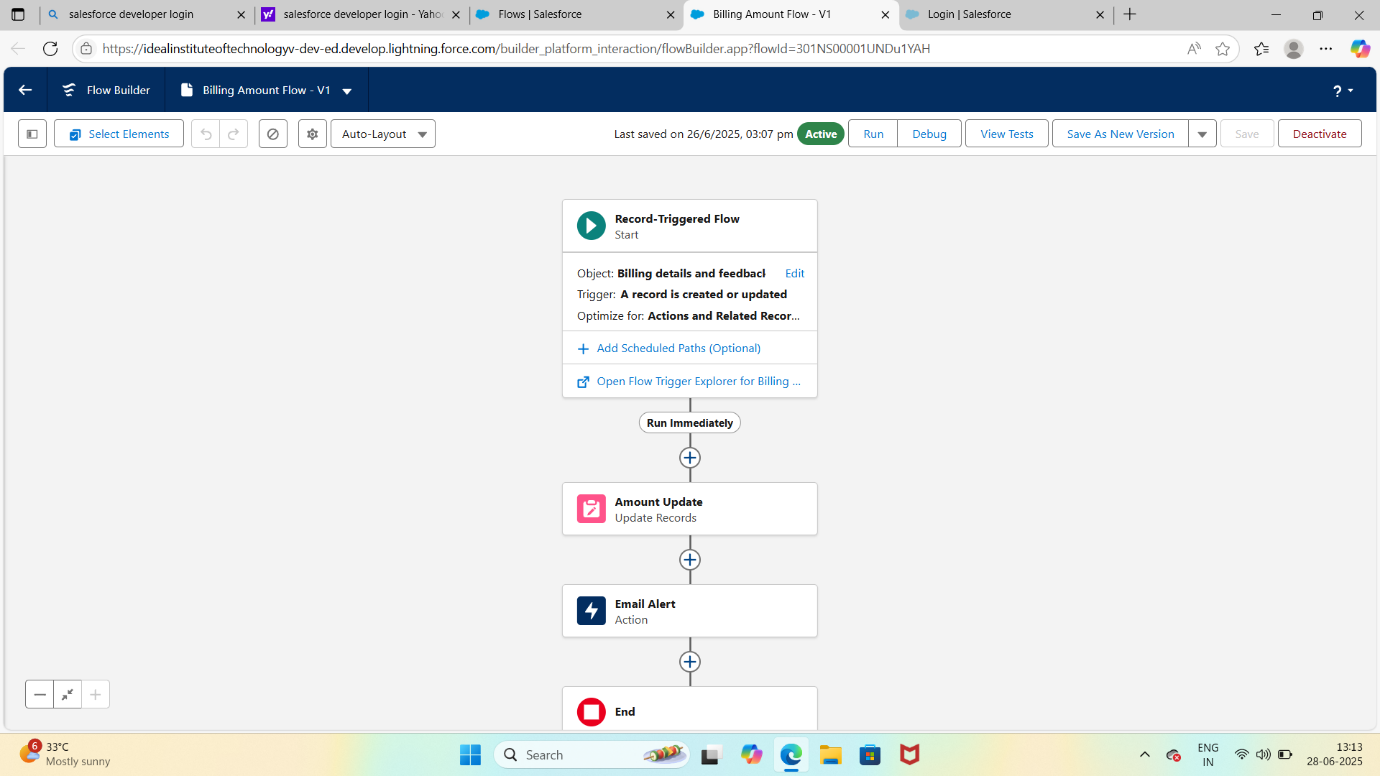 salesforce developer login
salesforce developer login - Yaho
Flows | Salesforce
Billing Amount Flow - V1
Login | Salesforce
https://idealinstituteoftechnologyv-dev-ed.develop.lightning.force.com/builder_platform_interaction/flowBuilder.app?flowId=301NS00001UNDu1YAH
Flow Builder
Billing Amount Flow - V1
?
Select Elements
Auto-Layout
Last saved on 26/6/2025, 03:07 pm
Active
Run
Debug
View Tests
Save As New Version
Save
Deactivate
Record-Triggered Flow
Start
Object: Billing details and feedback
Edit
Trigger: A record is created or updated
Optimize for: Actions and Related Recor...
Add Scheduled Paths (Optional)
Open Flow Trigger Explorer for Billing ...
Run Immediately
Amount Update
Update Records
Email Alert
Action
End
6
33°C
Mostly sunny
Search
ENG
IN
13:13
28-06-2025